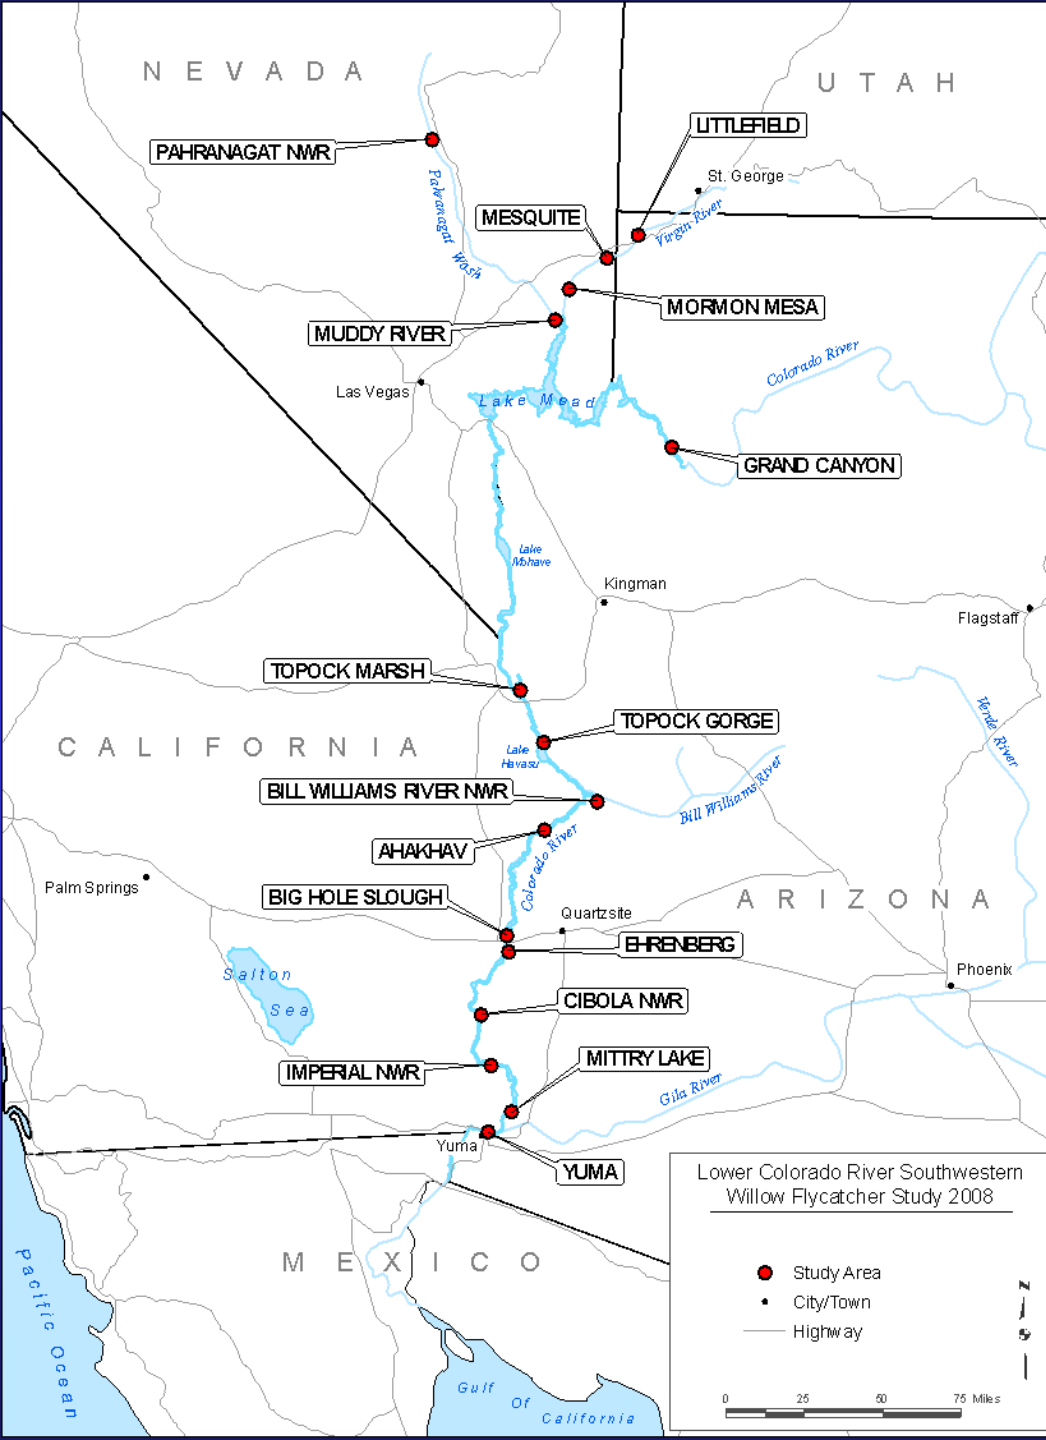 NEVADA
UTAH
LITTLEFIELD
PAHRANAGAT NWR
St. George
Pahranagat Wash
MESQUITE
Virgin River
MORMON MESA
MUDDY RIVER
Colorado River
Las Vegas
Lake Mead
GRAND CANYON
Lake
Mohave
Kingman
Flagstaff
TOPOCK MARSH
TOPOCK GORGE
Verde River
CALIFORNIA
Lake
Havasu
BILL WILLIAMS RIVER NWR
Bill Williams River
AHAKHAV
Colorado River
Palm Springs
BIG HOLE SLOUGH
ARIZONA
Quartzsite
EHRENBERG
Salton
Sea
Phoenix
CIBOLA NWR
IMPERIAL NWR
MITTRY LAKE
Gila River
Yuma
YUMA
MEXICO
Pacific Ocean
Gulf
Of
California
Lower Colorado River Southwestern
Willow Flycatcher Study 2008
Study Area
City/Town
Highway
N
0 25 50 75 Miles